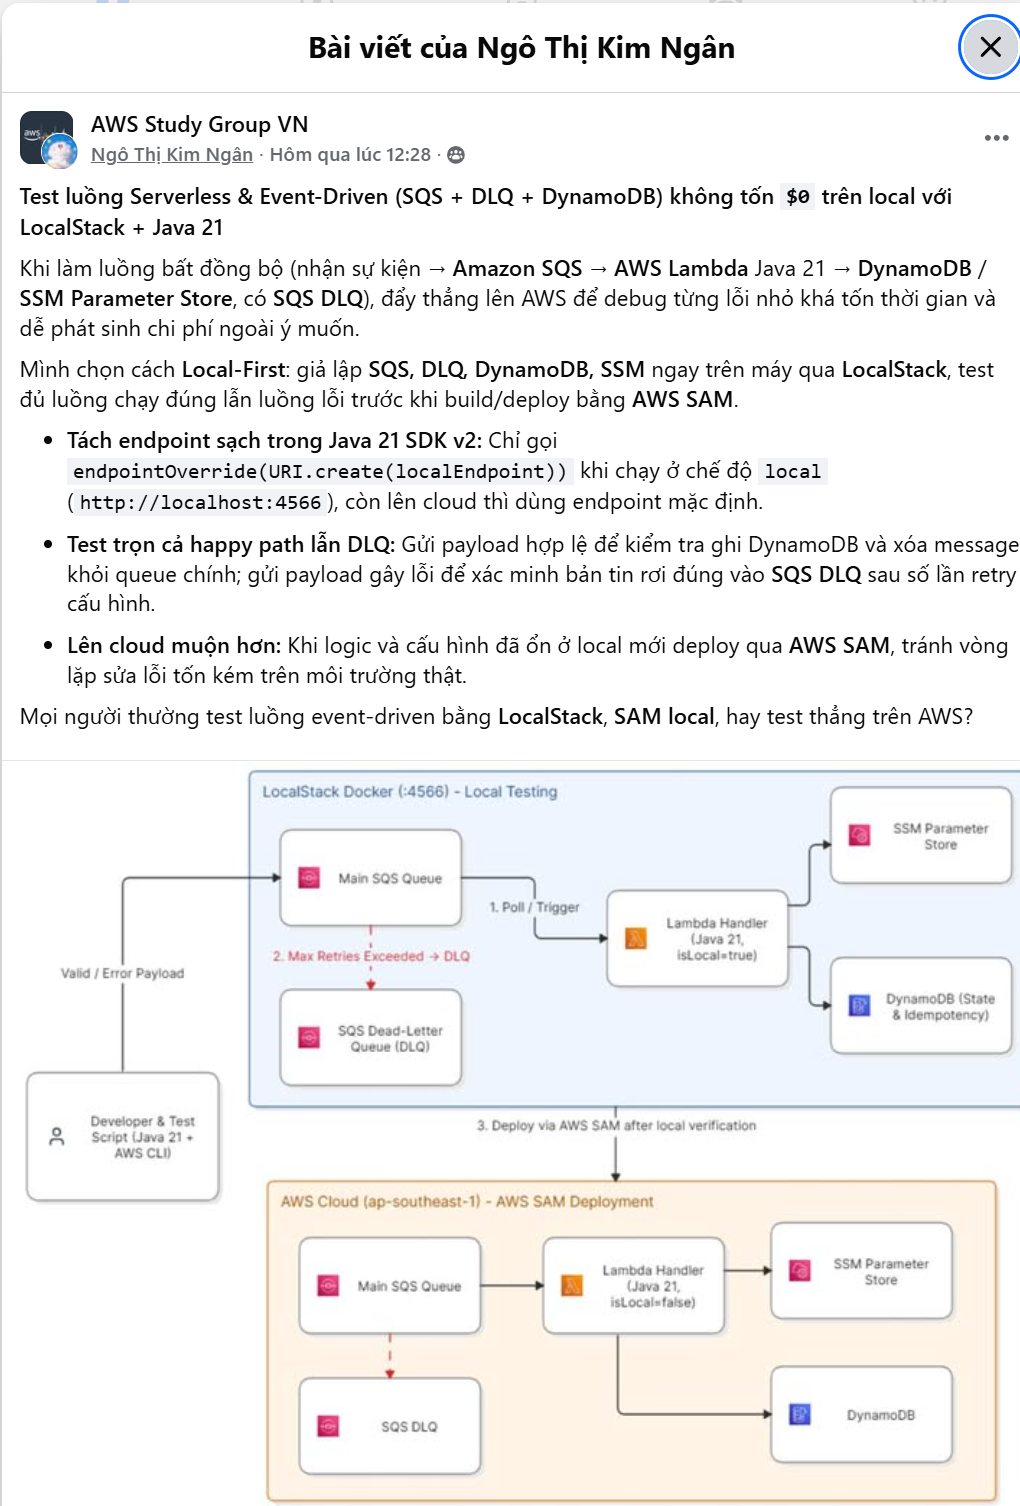 Bài viết của Ngô Thị Kim Ngân
aws
AWS Study Group VN
Ngô Thị Kim Ngân · Hôm qua lúc 12:28 ·
Test luồng Serverless & Event-Driven (SQS + DLQ + DynamoDB) không tốn $0 trên local với
LocalStack + Java 21
Khi làm luồng bất đồng bộ (nhận sự kiện → Amazon SQS → AWS Lambda Java 21 → DynamoDB /
SSM Parameter Store, có SQS DLQ), đẩy thẳng lên AWS để debug từng lỗi nhỏ khá tốn thời gian và
dễ phát sinh chi phí ngoài ý muốn.
Mình chọn cách Local-First: giả lập SQS, DLQ, DynamoDB, SSM ngay trên máy qua LocalStack, test
đủ luồng chạy đúng lẫn luồng lỗi trước khi build/deploy bằng AWS SAM.
• Tách endpoint sạch trong Java 21 SDK v2: Chỉ gọi
endpointOverride(URI.create(localEndpoint)) khi chạy ở chế độ local
(http://localhost:4566), còn lên cloud thì dùng endpoint mặc định.
• Test trọn cả happy path lẫn DLQ: Gửi payload hợp lệ để kiểm tra ghi DynamoDB và xóa message
khỏi queue chính; gửi payload gây lỗi để xác minh bản tin rơi đúng vào SQS DLQ sau số lần retry
cấu hình.
• Lên cloud muộn hơn: Khi logic và cấu hình đã ổn ở local mới deploy qua AWS SAM, tránh vòng
lặp sửa lỗi tốn kém trên môi trường thật.
Mọi người thường test luồng event-driven bằng LocalStack, SAM local, hay test thẳng trên AWS?
LocalStack Docker (:4566) - Local Testing
Main SQS Queue
1. Poll / Trigger
2. Max Retries Exceeded → DLQ
SQS Dead-Letter
Queue (DLQ)
Lambda Handler
(Java 21,
isLocal=true)
SSM Parameter
Store
DynamoDB (State
& Idempotency)
Valid / Error Payload
Developer & Test
Script (Java 21 +
AWS CLI)
3. Deploy via AWS SAM after local verification
AWS Cloud (ap-southeast-1) - AWS SAM Deployment
Main SQS Queue
Lambda Handler
(Java 21,
isLocal=false)
SSM Parameter
Store
SQS DLQ
DynamoDB